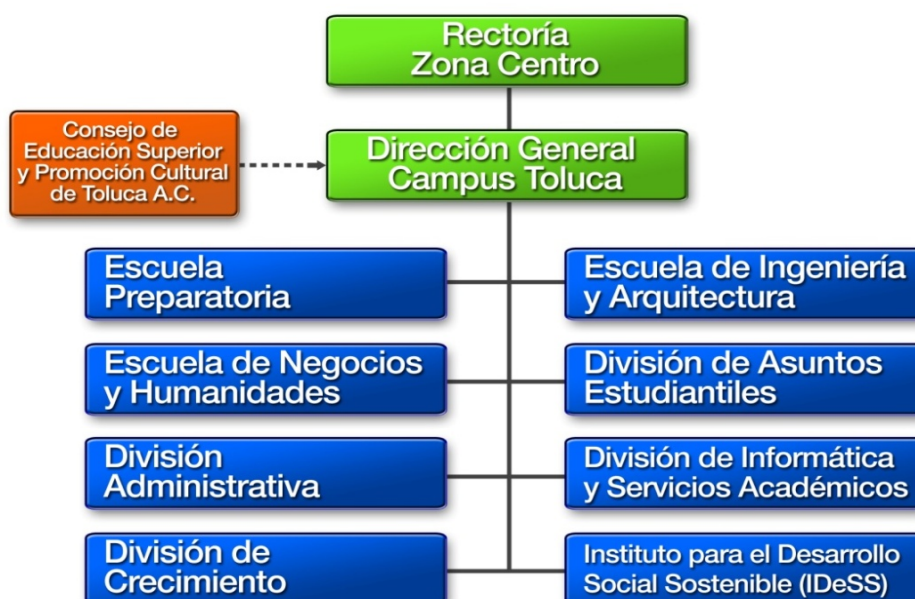 Rectoría
Zona Centro
Consejo de
Educación Superior
y Promoción Cultural
de Toluca A.C.
Dirección General
Campus Toluca
Escuela
Preparatoria
Escuela de Ingeniería
y Arquitectura
Escuela de Negocios
y Humanidades
División de Asuntos
Estudiantiles
División
Administrativa
División de Informática
y Servicios Académicos
División de
Crecimiento
Instituto para el Desarrollo
Social Sostenible (IDeSS)